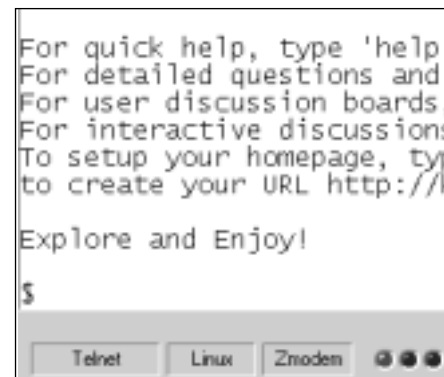 For quick help, type 'help
For detailed questions and
For user discussion boards
For interactive discussions
To setup your homepage, typ
to create your URL http://
Explore and Enjoy!
$
Telnet Linux Zmodem